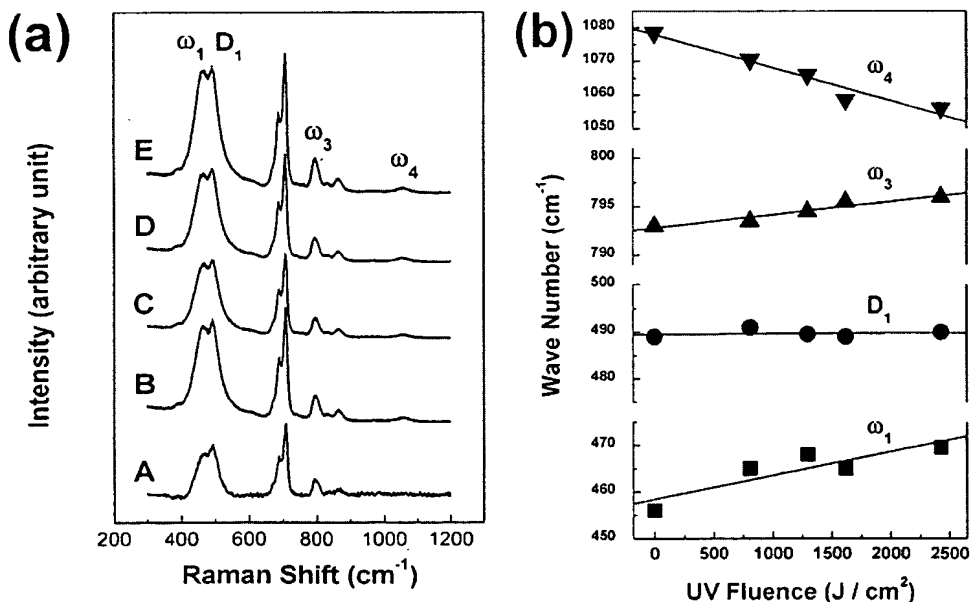 (a)
ω1 D1
ω3
ω4
E
D
C
B
A
Intensity (arbitrary unit)
200 400 600 800 1000 1200
Raman Shift (cm-1)
(b)
1080
1070
1060
1050
ω4
800
795
790
ω3
500
490
480
D1
470
460
450
ω1
Wave Number (cm-1)
0 500 1000 1500 2000 2500
UV Fluence (J / cm2)